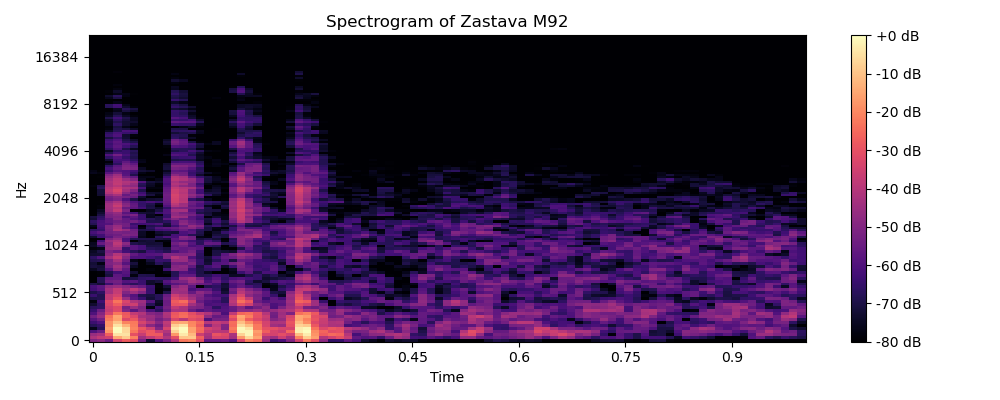 Spectrogram of Zastava M92
Hz
16384
8192
4096
2048
1024
512
0
0
0.15
0.3
0.45
0.6
0.75
0.9
Time
+0 dB
-10 dB
-20 dB
-30 dB
-40 dB
-50 dB
-60 dB
-70 dB
-80 dB